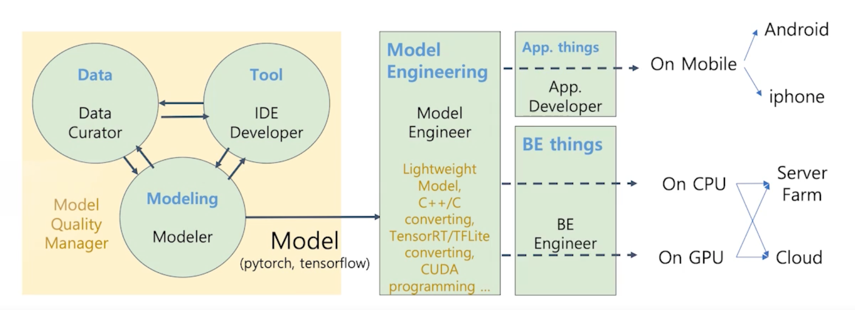 Data
Data
Curator
Tool
IDE
Developer
Modeling
Modeler
Model
Quality
Manager
Model
(pytorch, tensorflow)
Model
Engineering
Model
Engineer
Lightweight
Model,
C++/C
converting,
TensorRT/TFLite
converting,
CUDA
programming ...
App. things
App.
Developer
BE things
BE
Engineer
On Mobile
Android
iphone
On CPU
On GPU
Server
Farm
Cloud